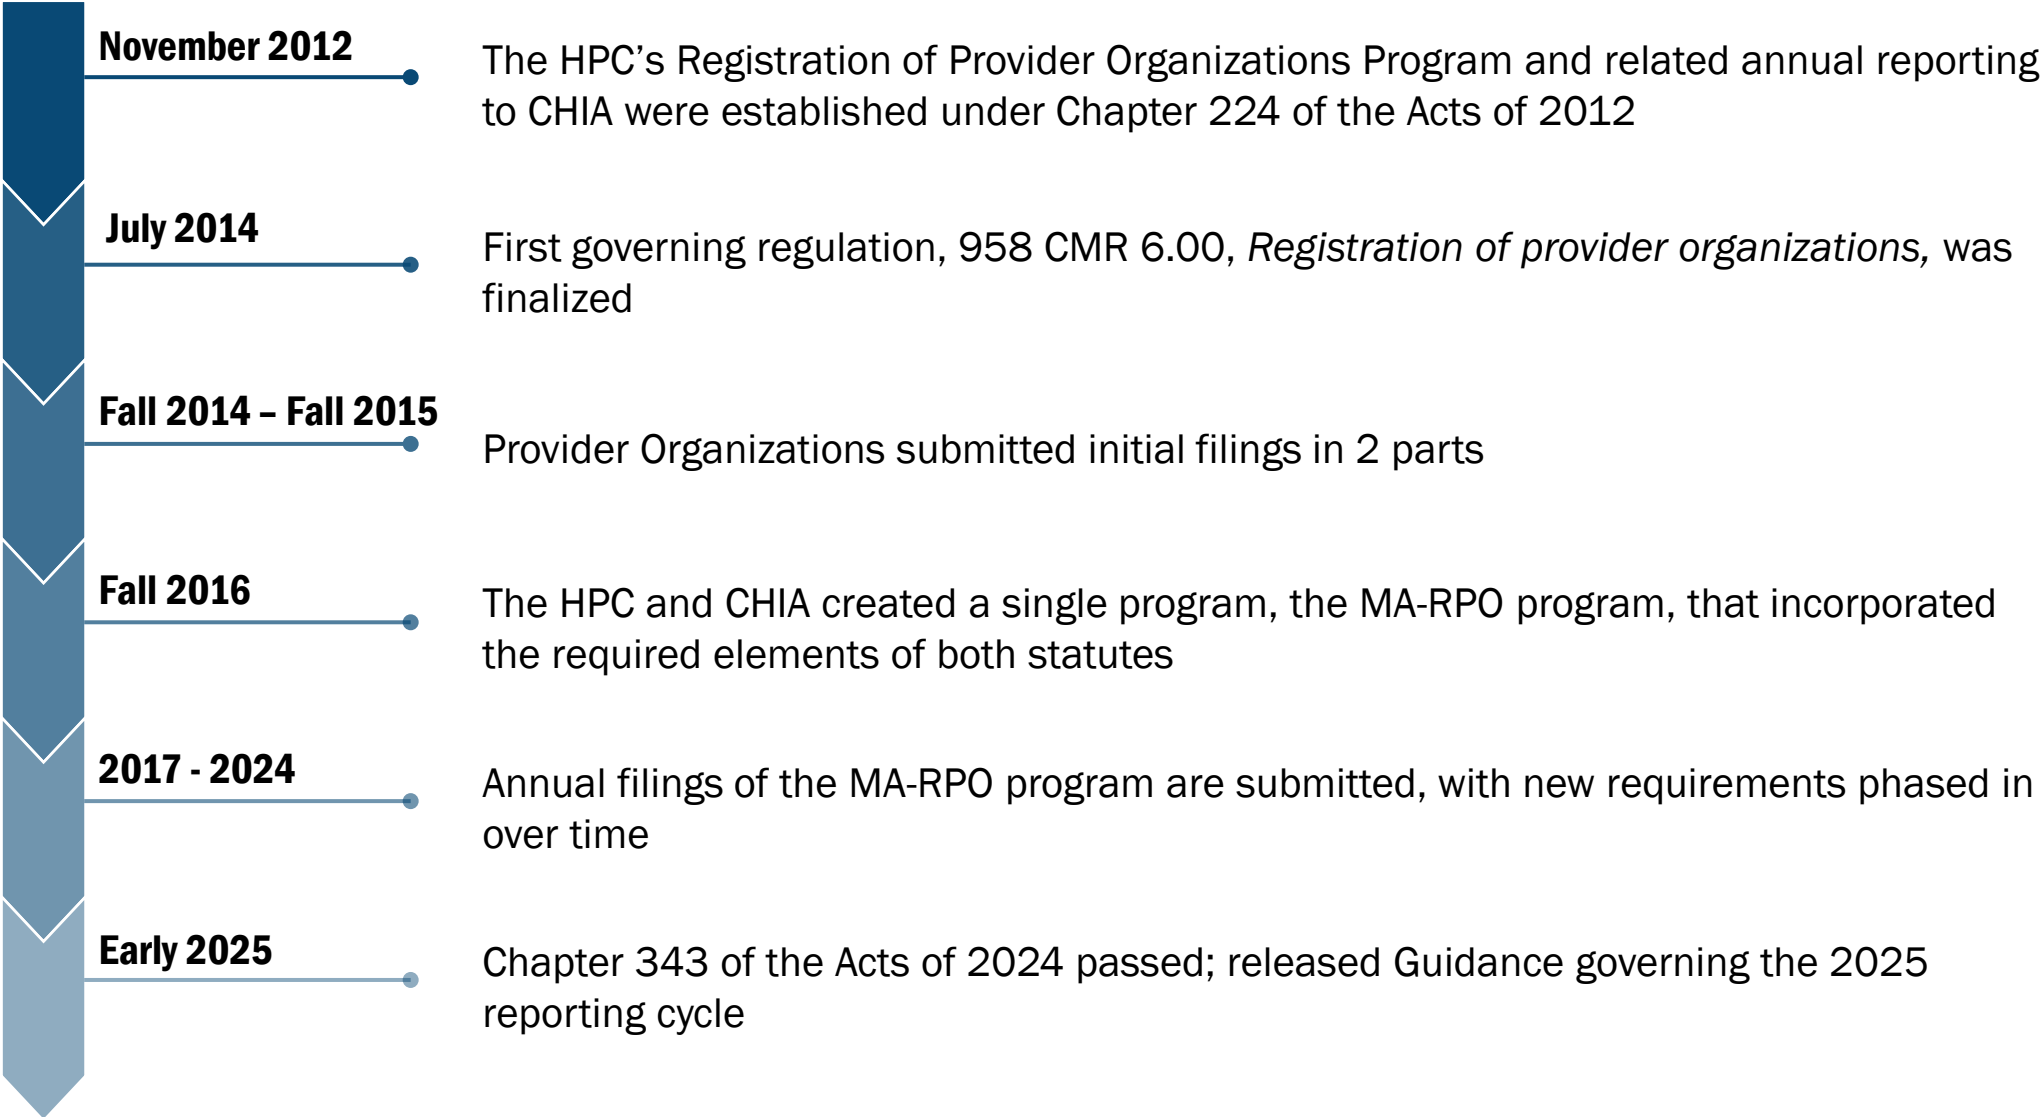 November 2012
The HPC’s Registration of Provider Organizations Program and related annual reporting
to CHIA were established under Chapter 224 of the Acts of 2012
July 2014
First governing regulation, 958 CMR 6.00, Registration of provider organizations, was
finalized
Fall 2014 – Fall 2015
Provider Organizations submitted initial filings in 2 parts
Fall 2016
The HPC and CHIA created a single program, the MA-RPO program, that incorporated
the required elements of both statutes
2017 - 2024
Annual filings of the MA-RPO program are submitted, with new requirements phased in
over time
Early 2025
Chapter 343 of the Acts of 2024 passed; released Guidance governing the 2025
reporting cycle